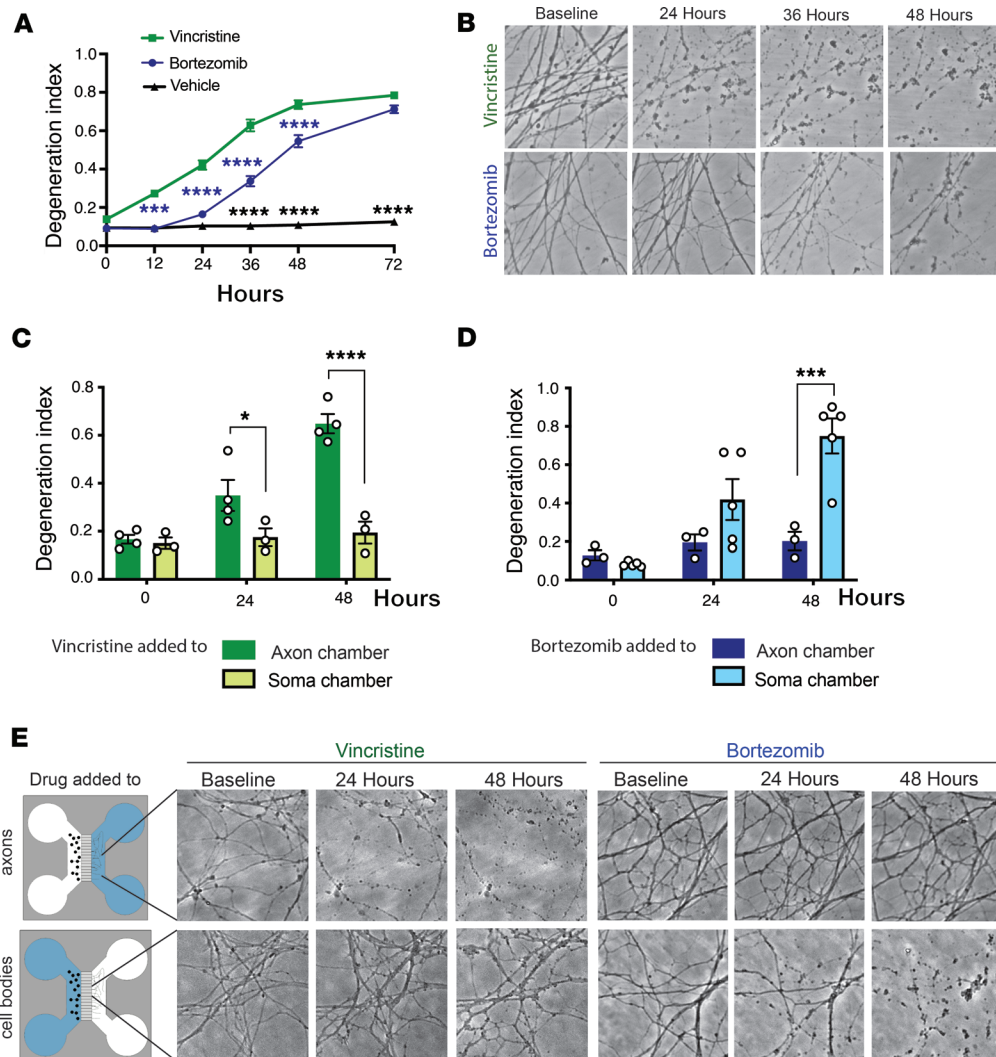 A
Vincristine
Bortezomib
Vehicle
Degeneration index
1.0
0.8
0.6
0.4
0.2
0.0
****
****
****
***
**** **** ****
0 12 24 36 48 72
Hours
B
Baseline 24 Hours 36 Hours 48 Hours
Vincristine
Bortezomib
C
Degeneration index
0.8
0.6
0.4
0.2
0.0
*
****
0 24 48 Hours
Vincristine added to
Axon chamber
Soma chamber
D
Degeneration index
1.0
0.8
0.6
0.4
0.2
0.0
***
0 24 48 Hours
Bortezomib added to
Axon chamber
Soma chamber
E
Vincristine Bortezomib
Drug added to Baseline 24 Hours 48 Hours Baseline 24 Hours 48 Hours
axons
cell bodies